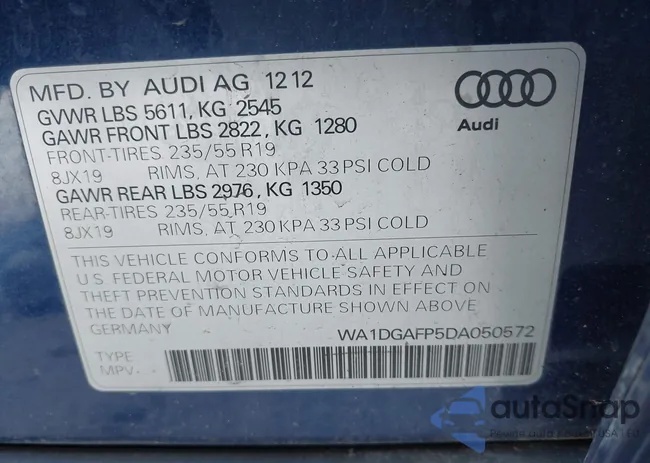 MFD. BY AUDI AG 12 12
GVWR LBS 5611, KG 2545
GAWR FRONT LBS 2822, KG 1280
FRONT-TIRES 235/55 R19
8JX19 RIMS, AT 230 KPA 33 PSI COLD
GAWR REAR LBS 2976, KG 1350
REAR-TIRES 235/55 R19
8JX19 RIMS, AT 230 KPA 33 PSI COLD
Audi
THIS VEHICLE CONFORMS TO ALL APPLICABLE
U.S. FEDERAL MOTOR VEHICLE SAFETY AND
THEFT PREVENTION STANDARDS IN EFFECT ON
THE DATE OF MANUFACTURE SHOWN ABOVE.
GERMANY
WA1DGAFP5DA050572
TYPE
MPV
autoSnap